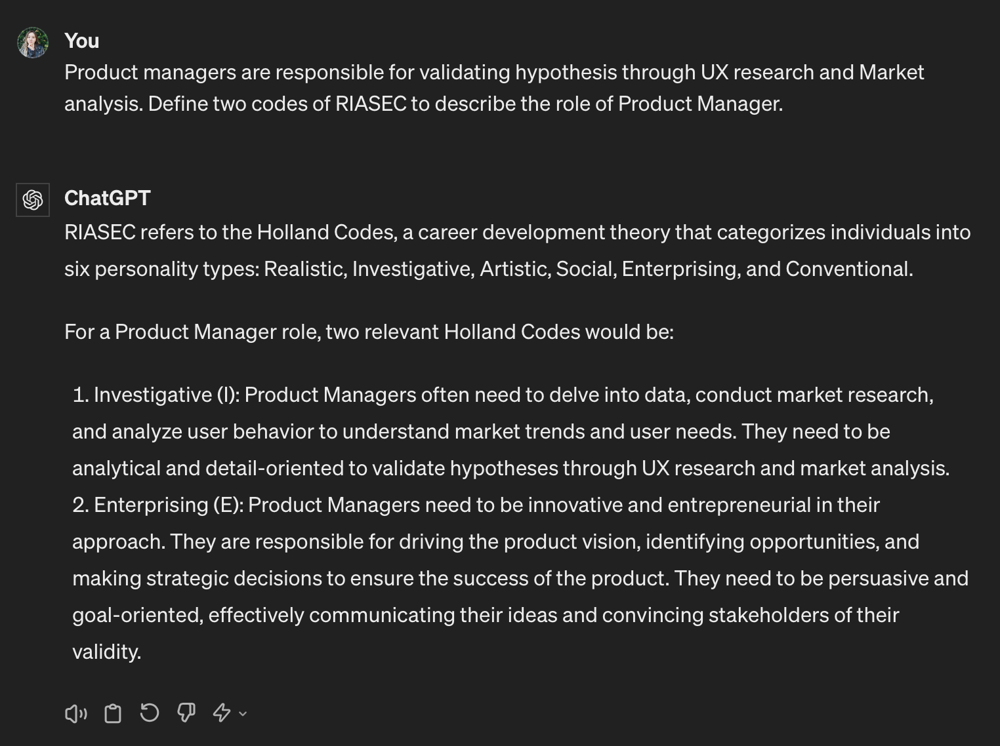 You
Product managers are responsible for validating hypothesis through UX research and Market
analysis. Define two codes of RIASEC to describe the role of Product Manager.
ChatGPT
RIASEC refers to the Holland Codes, a career development theory that categorizes individuals into
six personality types: Realistic, Investigative, Artistic, Social, Enterprising, and Conventional.
For a Product Manager role, two relevant Holland Codes would be:
1. Investigative (I): Product Managers often need to delve into data, conduct market research,
and analyze user behavior to understand market trends and user needs. They need to be
analytical and detail-oriented to validate hypotheses through UX research and market analysis.
2. Enterprising (E): Product Managers need to be innovative and entrepreneurial in their
approach. They are responsible for driving the product vision, identifying opportunities, and
making strategic decisions to ensure the success of the product. They need to be persuasive and
goal-oriented, effectively communicating their ideas and convincing stakeholders of their
validity.